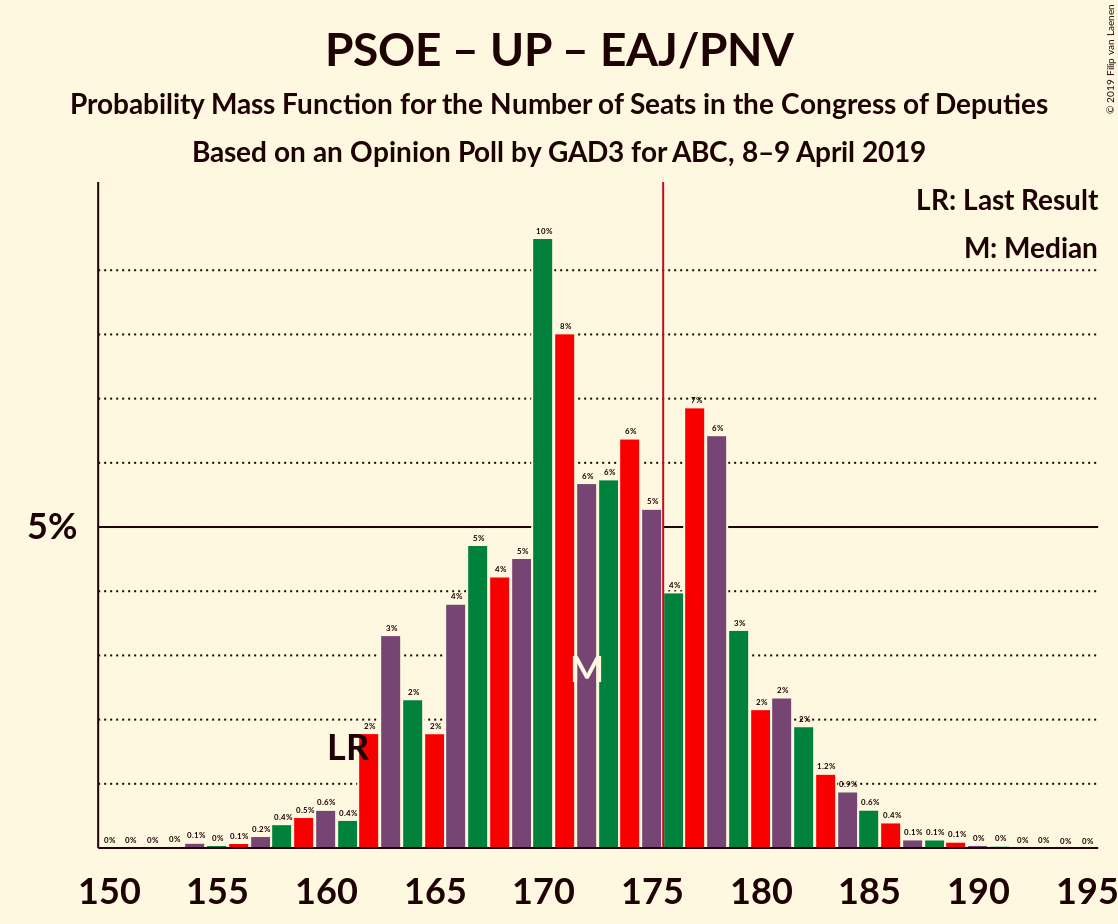 PSOE – UP – EAJ/PNV
Probability Mass Function for the Number of Seats in the Congress of Deputies
Based on an Opinion Poll by GAD3 for ABC, 8–9 April 2019
© 2019 Filip van Laenen
LR: Last Result
M: Median
5%
0% 0% 0% 0% 0.1% 0% 0.1% 0.2% 0.4% 0.5% 0.6% 0.4% 2% 3% 2% 2% 4% 5% 4% 5% 10% 8% 6% 6% 6% 5% 4% 7% 6% 3% 2% 2% 2% 1.2% 0.9% 0.6% 0.4% 0.1% 0.1% 0.1% 0% 0% 0% 0% 0% 0%
LR
M
150 155 160 165 170 175 180 185 190 195